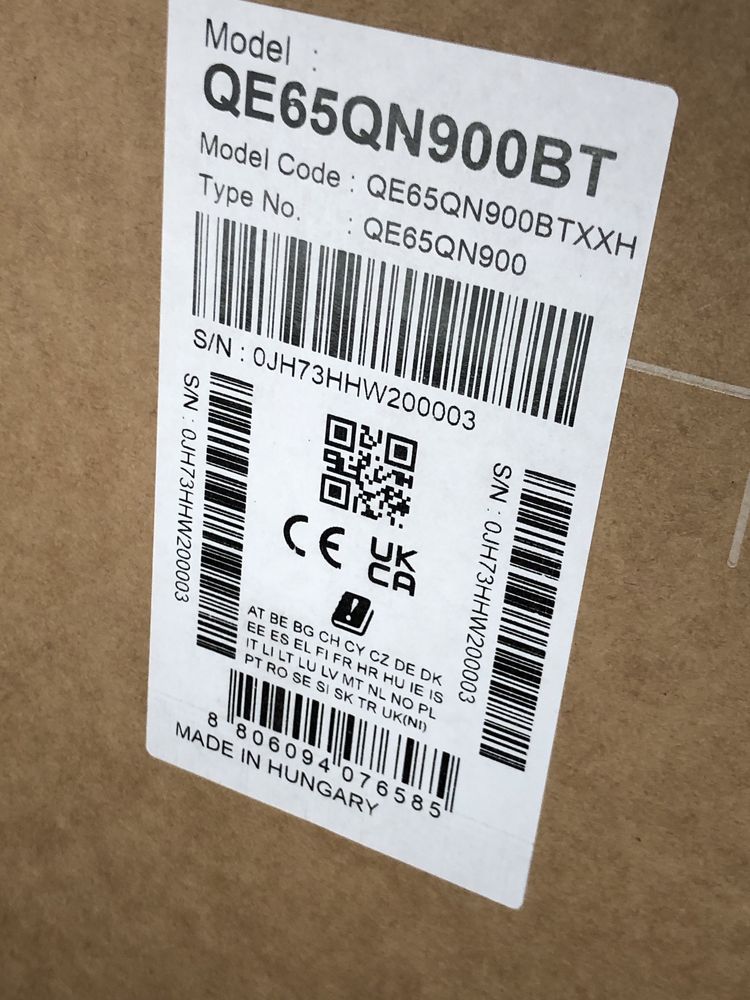 Model :
QE65QN900BT
Model Code : QE65QN900BTXXH
Type No. : QE65QN900
S/N : 0JH73HHW200003
S/N : 0JH73HHW200003
S/N : 0JH73HHW200003
CE
UK
CA
AT BE BG CH CY CZ DE DK
EE ES EL FI FR HR HU IE IS
IT LI LT LU LV MT NL NO PL
PT RO SE SI SK TR UK(NI)
8 806094 076585
MADE IN HUNGARY